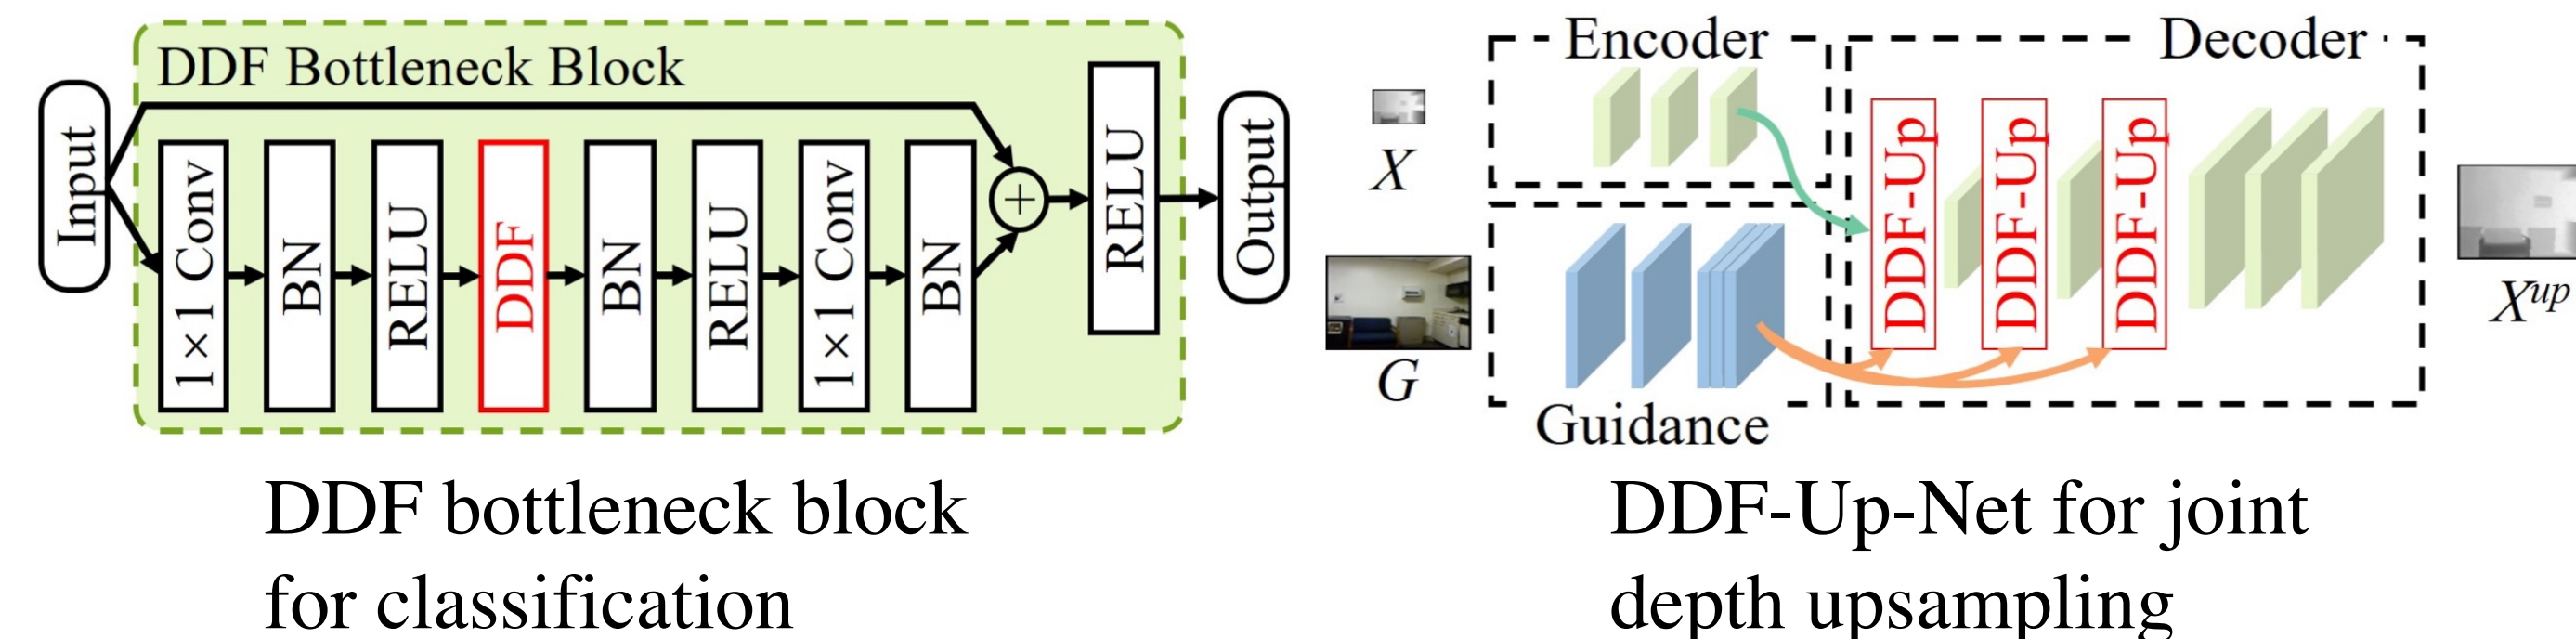 DDF Bottleneck Block
Input
1×1 Conv
BN
RELU
DDF
BN
RELU
1×1 Conv
BN
+
RELU
Output
DDF bottleneck block
for classification
Encoder
Decoder
X
G
Guidance
DDF-Up
DDF-Up
DDF-Up
X^up
DDF-Up-Net for joint
depth upsampling